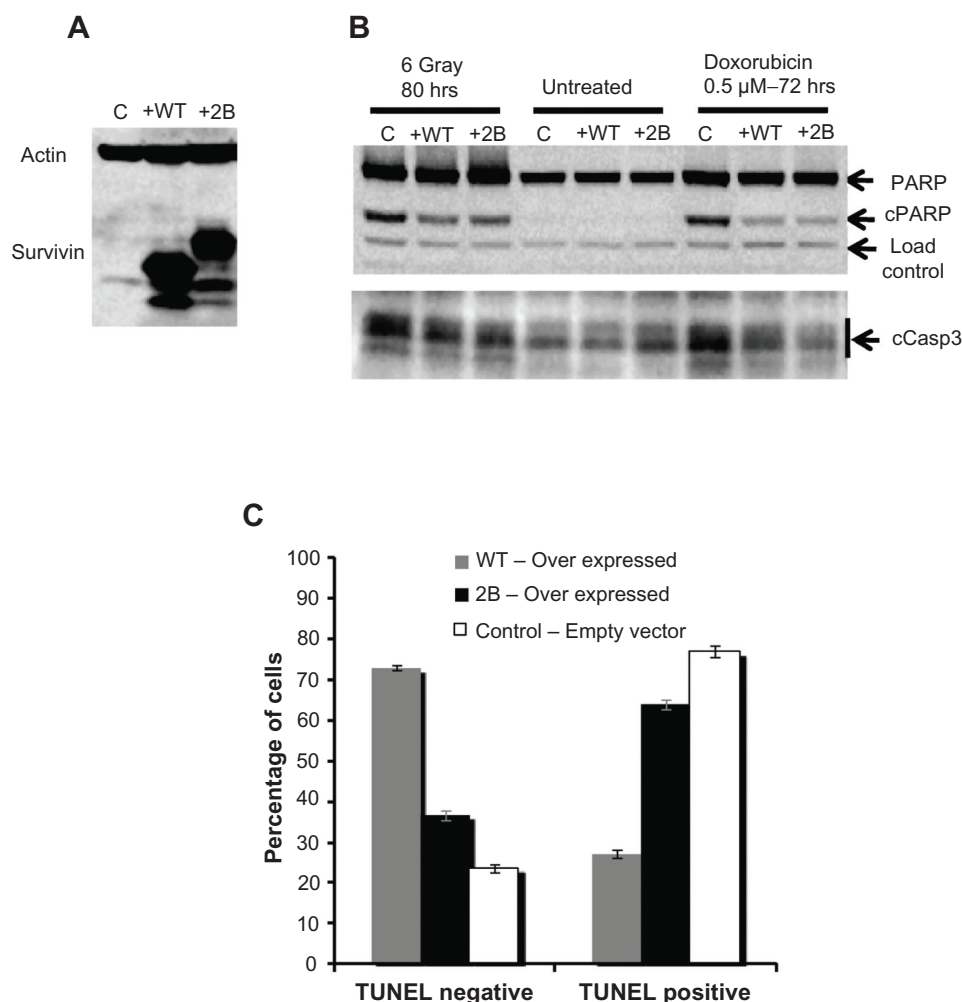 A
C +WT +2B
Actin
Survivin
B
6 Gray
80 hrs
Untreated
Doxorubicin
0.5 µM–72 hrs
C +WT +2B C +WT +2B C +WT +2B
PARP
cPARP
Load
control
cCasp3
C
Percentage of cells
100
90
80
70
60
50
40
30
20
10
0
WT – Over expressed
2B – Over expressed
Control – Empty vector
TUNEL negative TUNEL positive